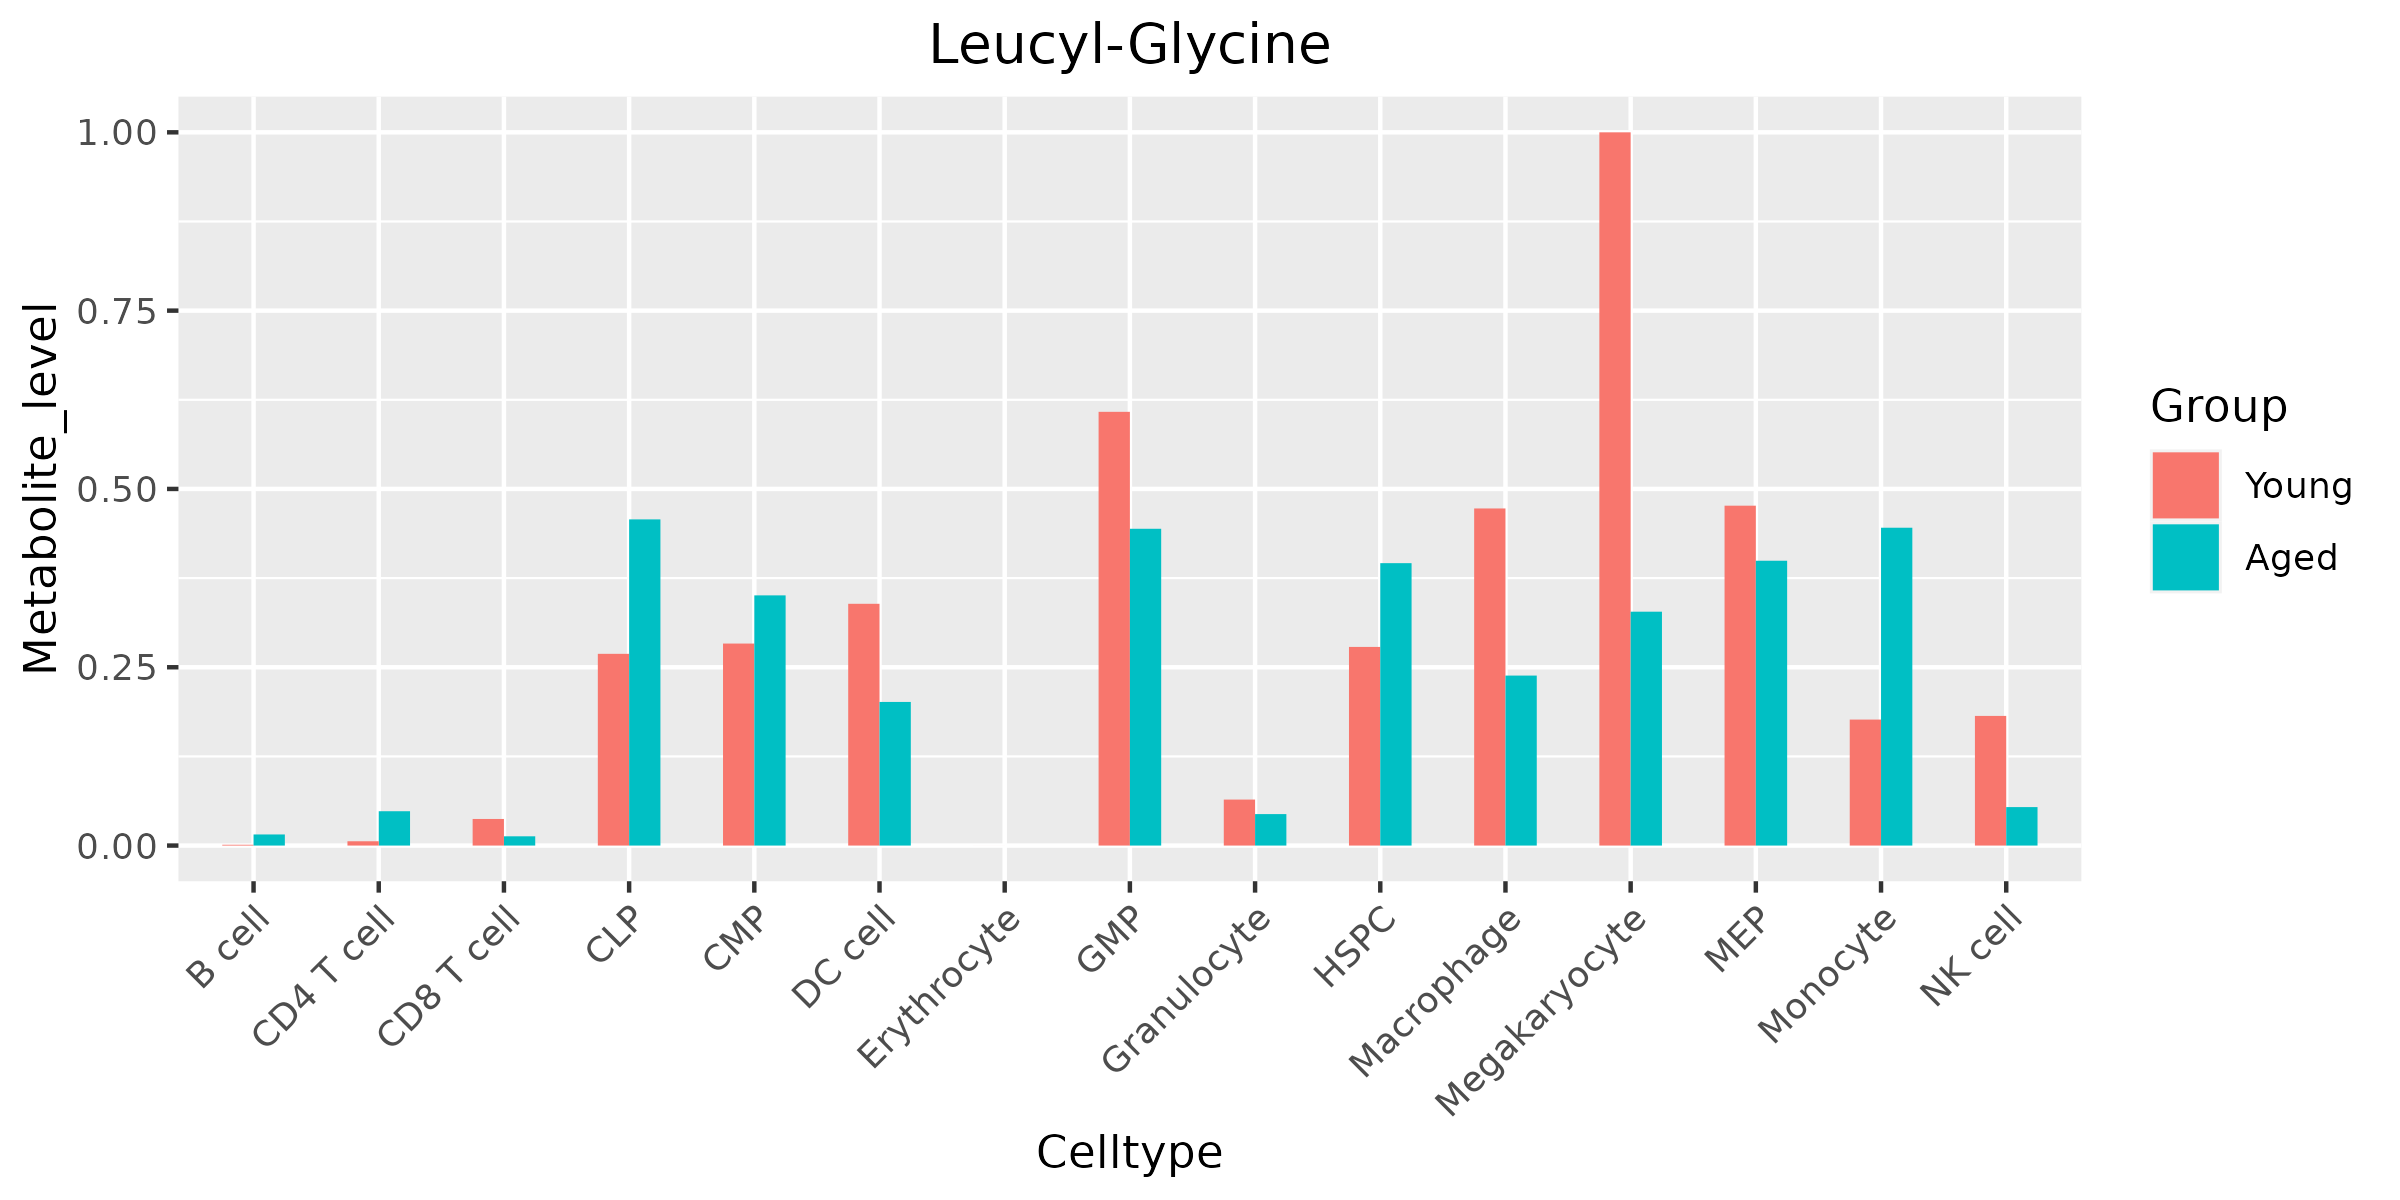 Leucyl-Glycine
Metabolite_level
1.00
0.75
0.50
0.25
0.00
B cell
CD4 T cell
CD8 T cell
CLP
CMP
DC cell
Erythrocyte
GMP
Granulocyte
HSPC
Macrophage
Megakaryocyte
MEP
Monocyte
NK cell
Celltype
Group
Young
Aged